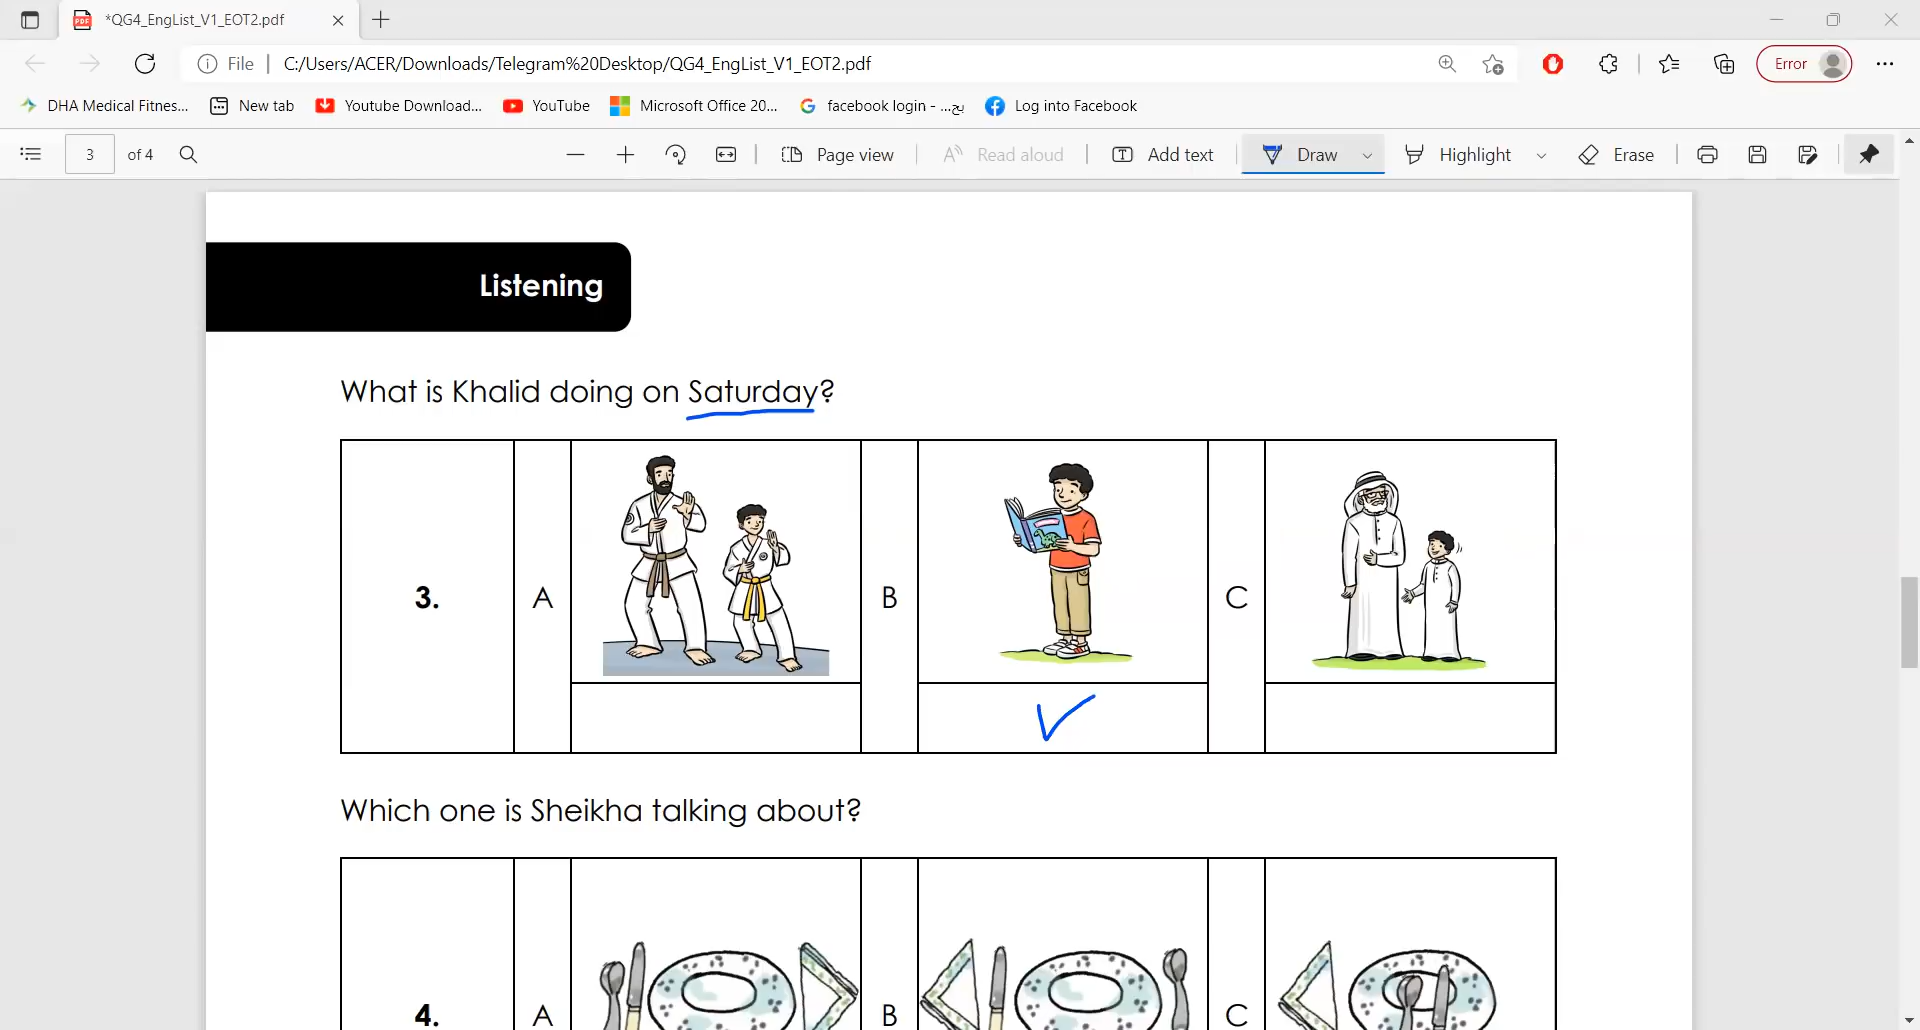 *QG4_EngList_V1_EOT2.pdf
File C:/Users/ACER/Downloads/Telegram%20Desktop/QG4_EngList_V1_EOT2.pdf Error
DHA Medical Fitnes... New tab Youtube Download... YouTube Microsoft Office 20... facebook login - ...بح Log into Facebook
3 of 4 Page view Read aloud Add text Draw Highlight Erase
Listening
What is Khalid doing on Saturday?
3. A B C
Which one is Sheikha talking about?
4. A B C